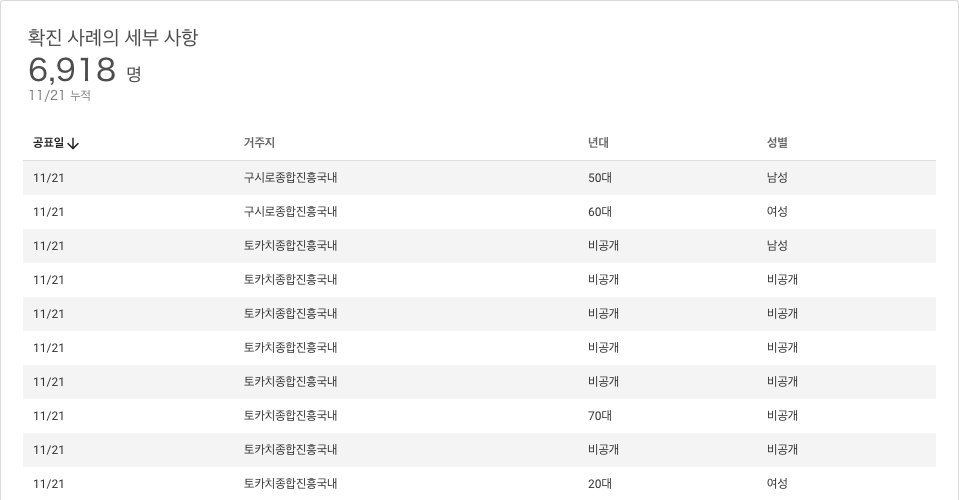 확진 사례의 세부 사항
6,918 명
11/21 누적
공표일 거주지 년대 성별
11/21 구시로종합진흥국내 50대 남성
11/21 구시로종합진흥국내 60대 여성
11/21 토카치종합진흥국내 비공개 남성
11/21 토카치종합진흥국내 비공개 비공개
11/21 토카치종합진흥국내 비공개 비공개
11/21 토카치종합진흥국내 비공개 비공개
11/21 토카치종합진흥국내 비공개 비공개
11/21 토카치종합진흥국내 70대 비공개
11/21 토카치종합진흥국내 비공개 비공개
11/21 토카치종합진흥국내 20대 여성